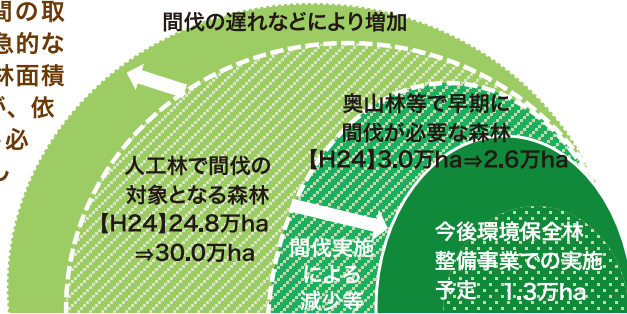 間の取
急的な
林面積
が、依
必
し
間伐の遅れなどにより増加
奥山林等で早期に
間伐が必要な森林
【H24】3.0万ha⇒2.6万ha
人工林で間伐の
対象となる森林
【H24】24.8万ha
⇒30.0万ha
間伐実施
による
減少等
今後環境保全林
整備事業での実施
予定 1.3万ha